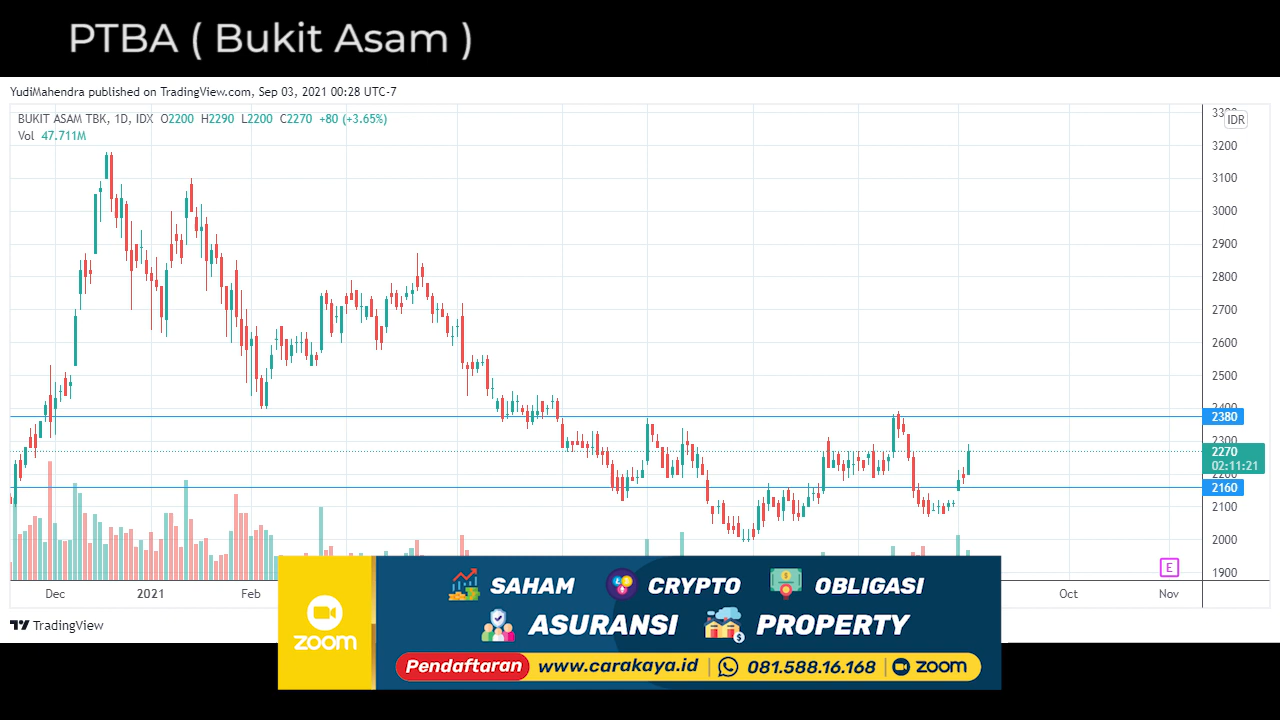 PTBA ( Bukit Asam )
YudiMahendra published on TradingView.com, Sep 03, 2021 00:28 UTC-7
BUKIT ASAM TBK, 1D, IDX O2200 H2290 L2200 C2270 +80 (+3.65%)
Vol 47.711M
IDR
3200
3100
3000
2900
2800
2700
2600
2500
2400
2380
2300
2270
02:11:21
2200
2160
2100
2000
1900
E
Dec 2021 Feb Oct Nov
TradingView
zoom
SAHAM CRYPTO OBLIGASI
ASURANSI PROPERTY
Pendaftaran www.carakaya.id | 081.588.16.168 | zoom